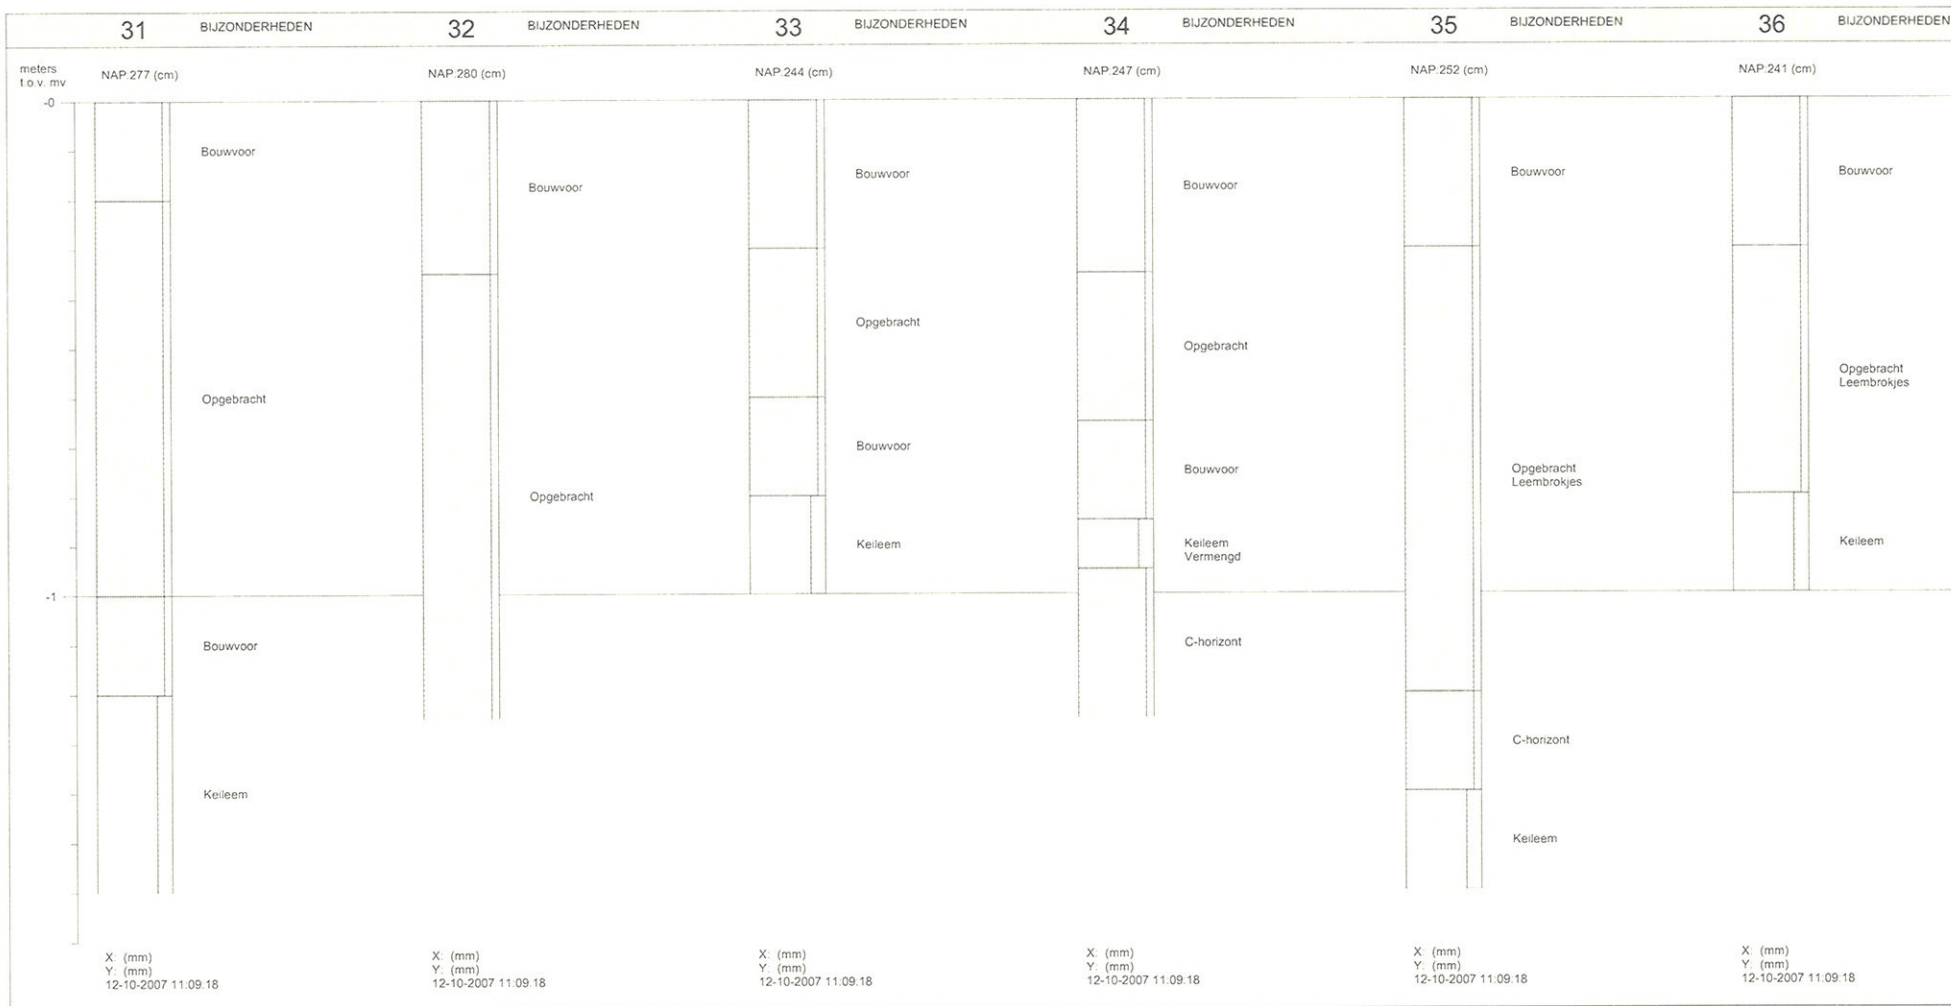 31 BIJZONDERHEDEN 32 BIJZONDERHEDEN 33 BIJZONDERHEDEN 34 BIJZONDERHEDEN 35 BIJZONDERHEDEN 36 BIJZONDERHEDEN
meters
t.o.v. mv
NAP:277 (cm) NAP:280 (cm) NAP:244 (cm) NAP:247 (cm) NAP:252 (cm) NAP:241 (cm)
-0
-1
Bouwvoor
Opgebracht
Bouwvoor
Keileem
X: (mm)
Y: (mm)
12-10-2007 11:09:18
Bouwvoor
Opgebracht
X: (mm)
Y: (mm)
12-10-2007 11:09:18
Bouwvoor
Opgebracht
Bouwvoor
Keileem
X: (mm)
Y: (mm)
12-10-2007 11:09:18
Bouwvoor
Opgebracht
Bouwvoor
Keileem
Vermengd
C-horizont
X: (mm)
Y: (mm)
12-10-2007 11:09:18
Bouwvoor
Opgebracht
Leembrokjes
C-horizont
Keileem
X: (mm)
Y: (mm)
12-10-2007 11:09:18
Bouwvoor
Opgebracht
Leembrokjes
Keileem
X: (mm)
Y: (mm)
12-10-2007 11:09:18